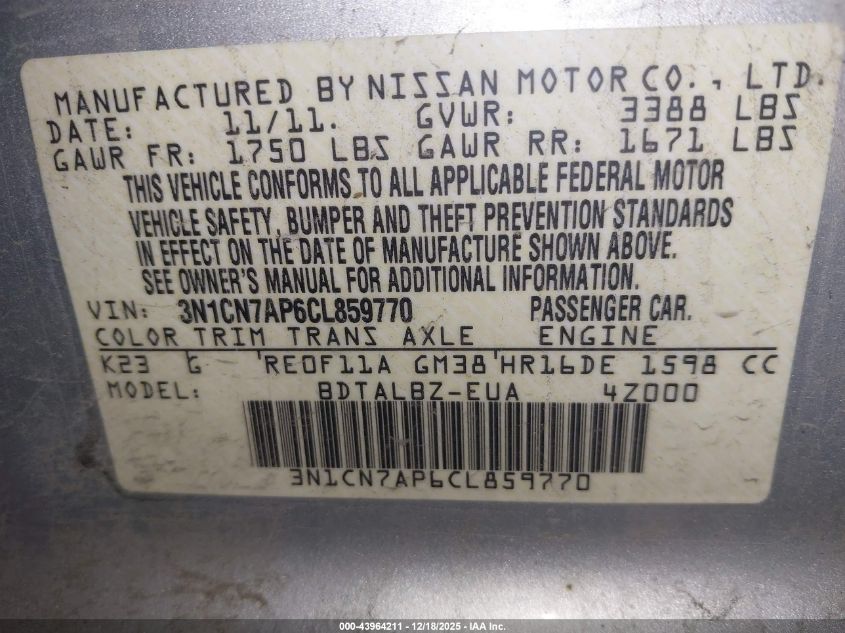 MANUFACTURED BY NISSAN MOTOR CO., LTD.
DATE: 11/11. GVWR: 3388 LBS
GAWR FR: 1750 LBS GAWR RR: 1671 LBS
THIS VEHICLE CONFORMS TO ALL APPLICABLE FEDERAL MOTOR
VEHICLE SAFETY, BUMPER AND THEFT PREVENTION STANDARDS
IN EFFECT ON THE DATE OF MANUFACTURE SHOWN ABOVE.
SEE OWNER'S MANUAL FOR ADDITIONAL INFORMATION.
VIN: 3N1CN7AP6CL859770 PASSENGER CAR.
COLOR TRIM TRANS AXLE ENGINE
K23 G RE0F11A GM38 HR16DE 1598 CC
MODEL: BDTALBZ-EUA 4Z000
3N1CN7AP6CL859770
000-43964211 - 12/18/2025 - IAA Inc.